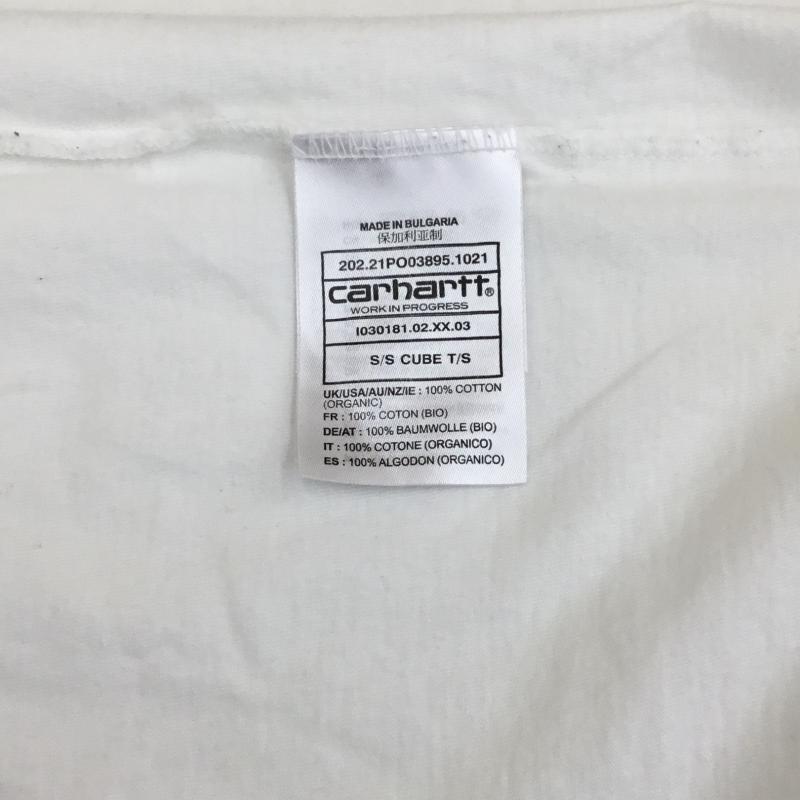 MADE IN BULGARIA
保加利亚制
202.21PO03895.1021
carhartt®
WORK IN PROGRESS
I030181.02.XX.03
S/S CUBE T/S
UK/USA/AU/NZ/IE : 100% COTTON
(ORGANIC)
FR : 100% COTON (BIO)
DE/AT : 100% BAUMWOLLE (BIO)
IT : 100% COTONE (ORGANICO)
ES : 100% ALGODON (ORGANICO)